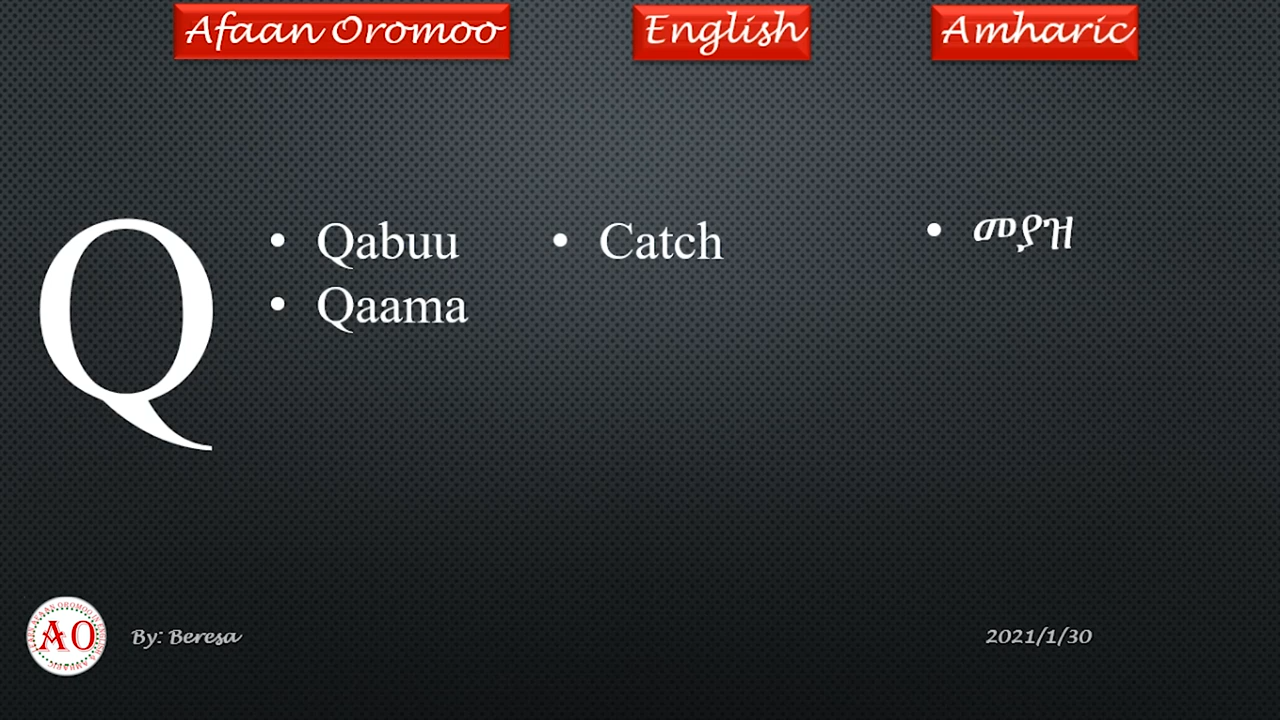 Afaan Oromoo English Amharic
Q
• Qabuu • Catch • መያዝ
• Qaama
AO
By: Beresa 2021/1/30